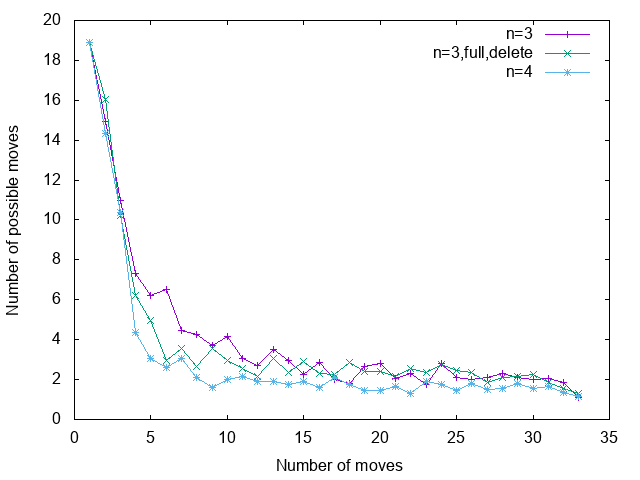 20
18
16
14
12
10
8
6
4
2
0
Number of possible moves
n=3
n=3,full,delete
n=4
0 5 10 15 20 25 30 35
Number of moves